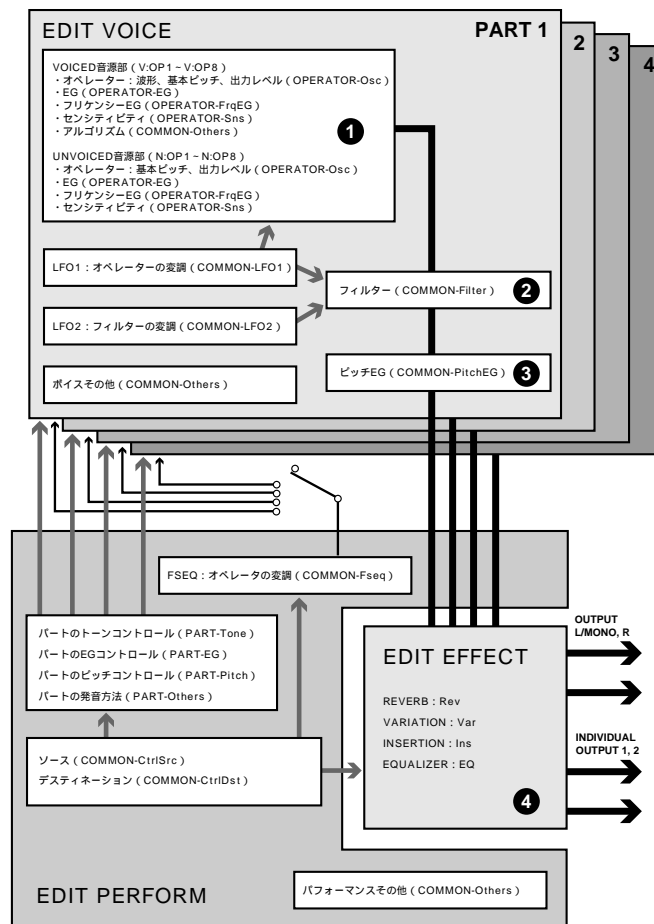 EDIT VOICE
PART 1
2
3
4
VOICED音源部(V:OP1~V:OP8)
・オペレーター:波形、基本ピッチ、出力レベル(OPERATOR-Osc)
・EG(OPERATOR-EG)
・フリケンシーEG(OPERATOR-FrqEG)
・センシティビティ(OPERATOR-Sns)
・アルゴリズム(COMMON-Others)
1
UNVOICED音源部(N:OP1~N:OP8)
・オペレーター:基本ピッチ、出力レベル(OPERATOR-Osc)
・EG(OPERATOR-EG)
・フリケンシーEG(OPERATOR-FrqEG)
・センシティビティ(OPERATOR-Sns)
LFO1:オペレーターの変調(COMMON-LFO1)
フィルター(COMMON-Filter)
2
LFO2:フィルターの変調(COMMON-LFO2)
ピッチEG(COMMON-PitchEG)
3
ボイスその他(COMMON-Others)
FSEQ:オペレータの変調(COMMON-Fseq)
パートのトーンコントロール(PART-Tone)
パートのEGコントロール(PART-EG)
パートのピッチコントロール(PART-Pitch)
パートの発音方法(PART-Others)
ソース(COMMON-CtrlSrc)
デスティネーション(COMMON-CtrlDst)
EDIT EFFECT
REVERB:Rev
VARIATION:Var
INSERTION:Ins
EQUALIZER:EQ
4
OUTPUT
L/MONO, R
INDIVIDUAL
OUTPUT 1, 2
EDIT PERFORM
パフォーマンスその他(COMMON-Others)